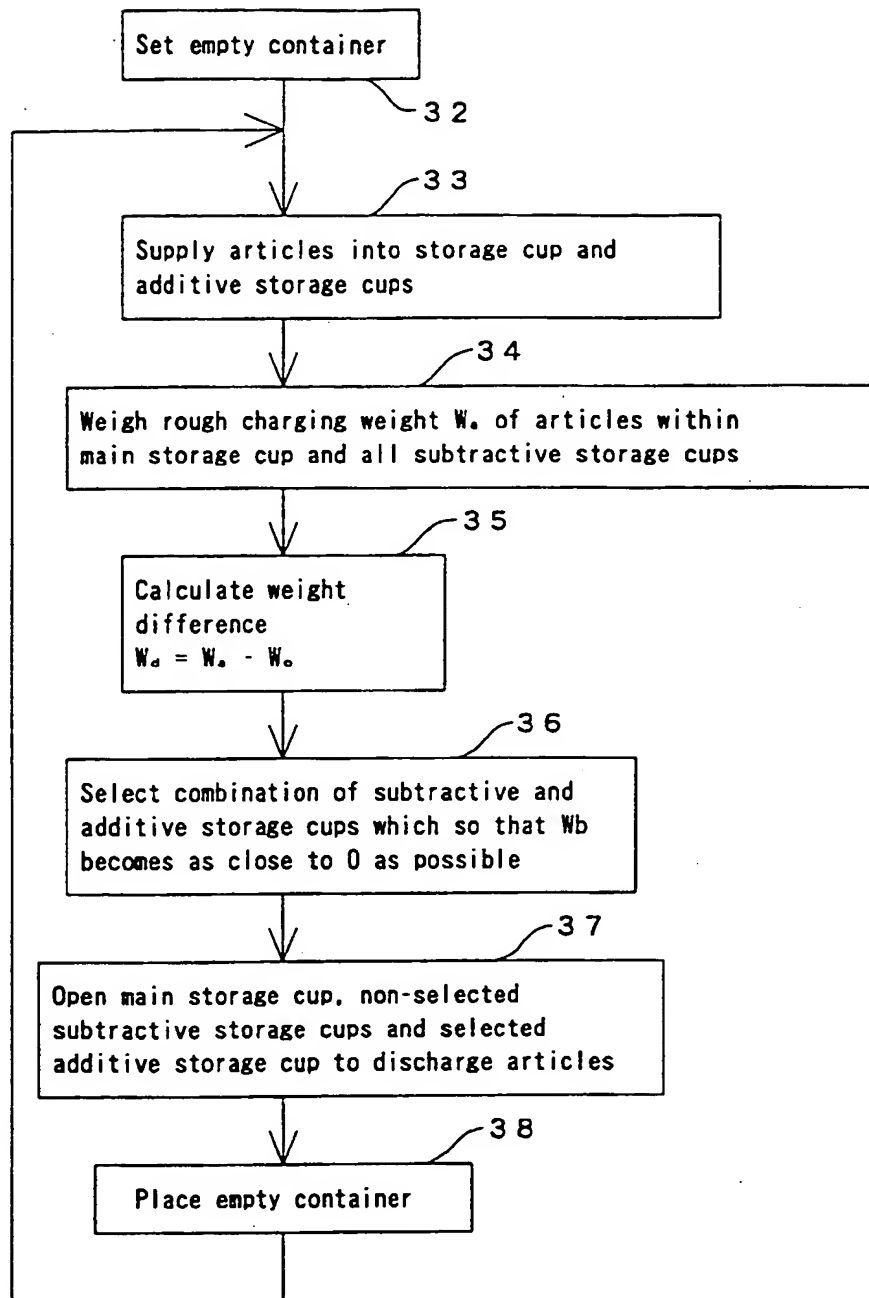 Set empty container
32
33
Supply articles into storage cup and
additive storage cups
34
Weigh rough charging weight Wₐ of articles within
main storage cup and all subtractive storage cups
35
Calculate weight
difference
W_d = Wₐ - Wₒ
36
Select combination of subtractive and
additive storage cups which so that Wb
becomes as close to 0 as possible
37
Open main storage cup, non-selected
subtractive storage cups and selected
additive storage cup to discharge articles
38
Place empty container